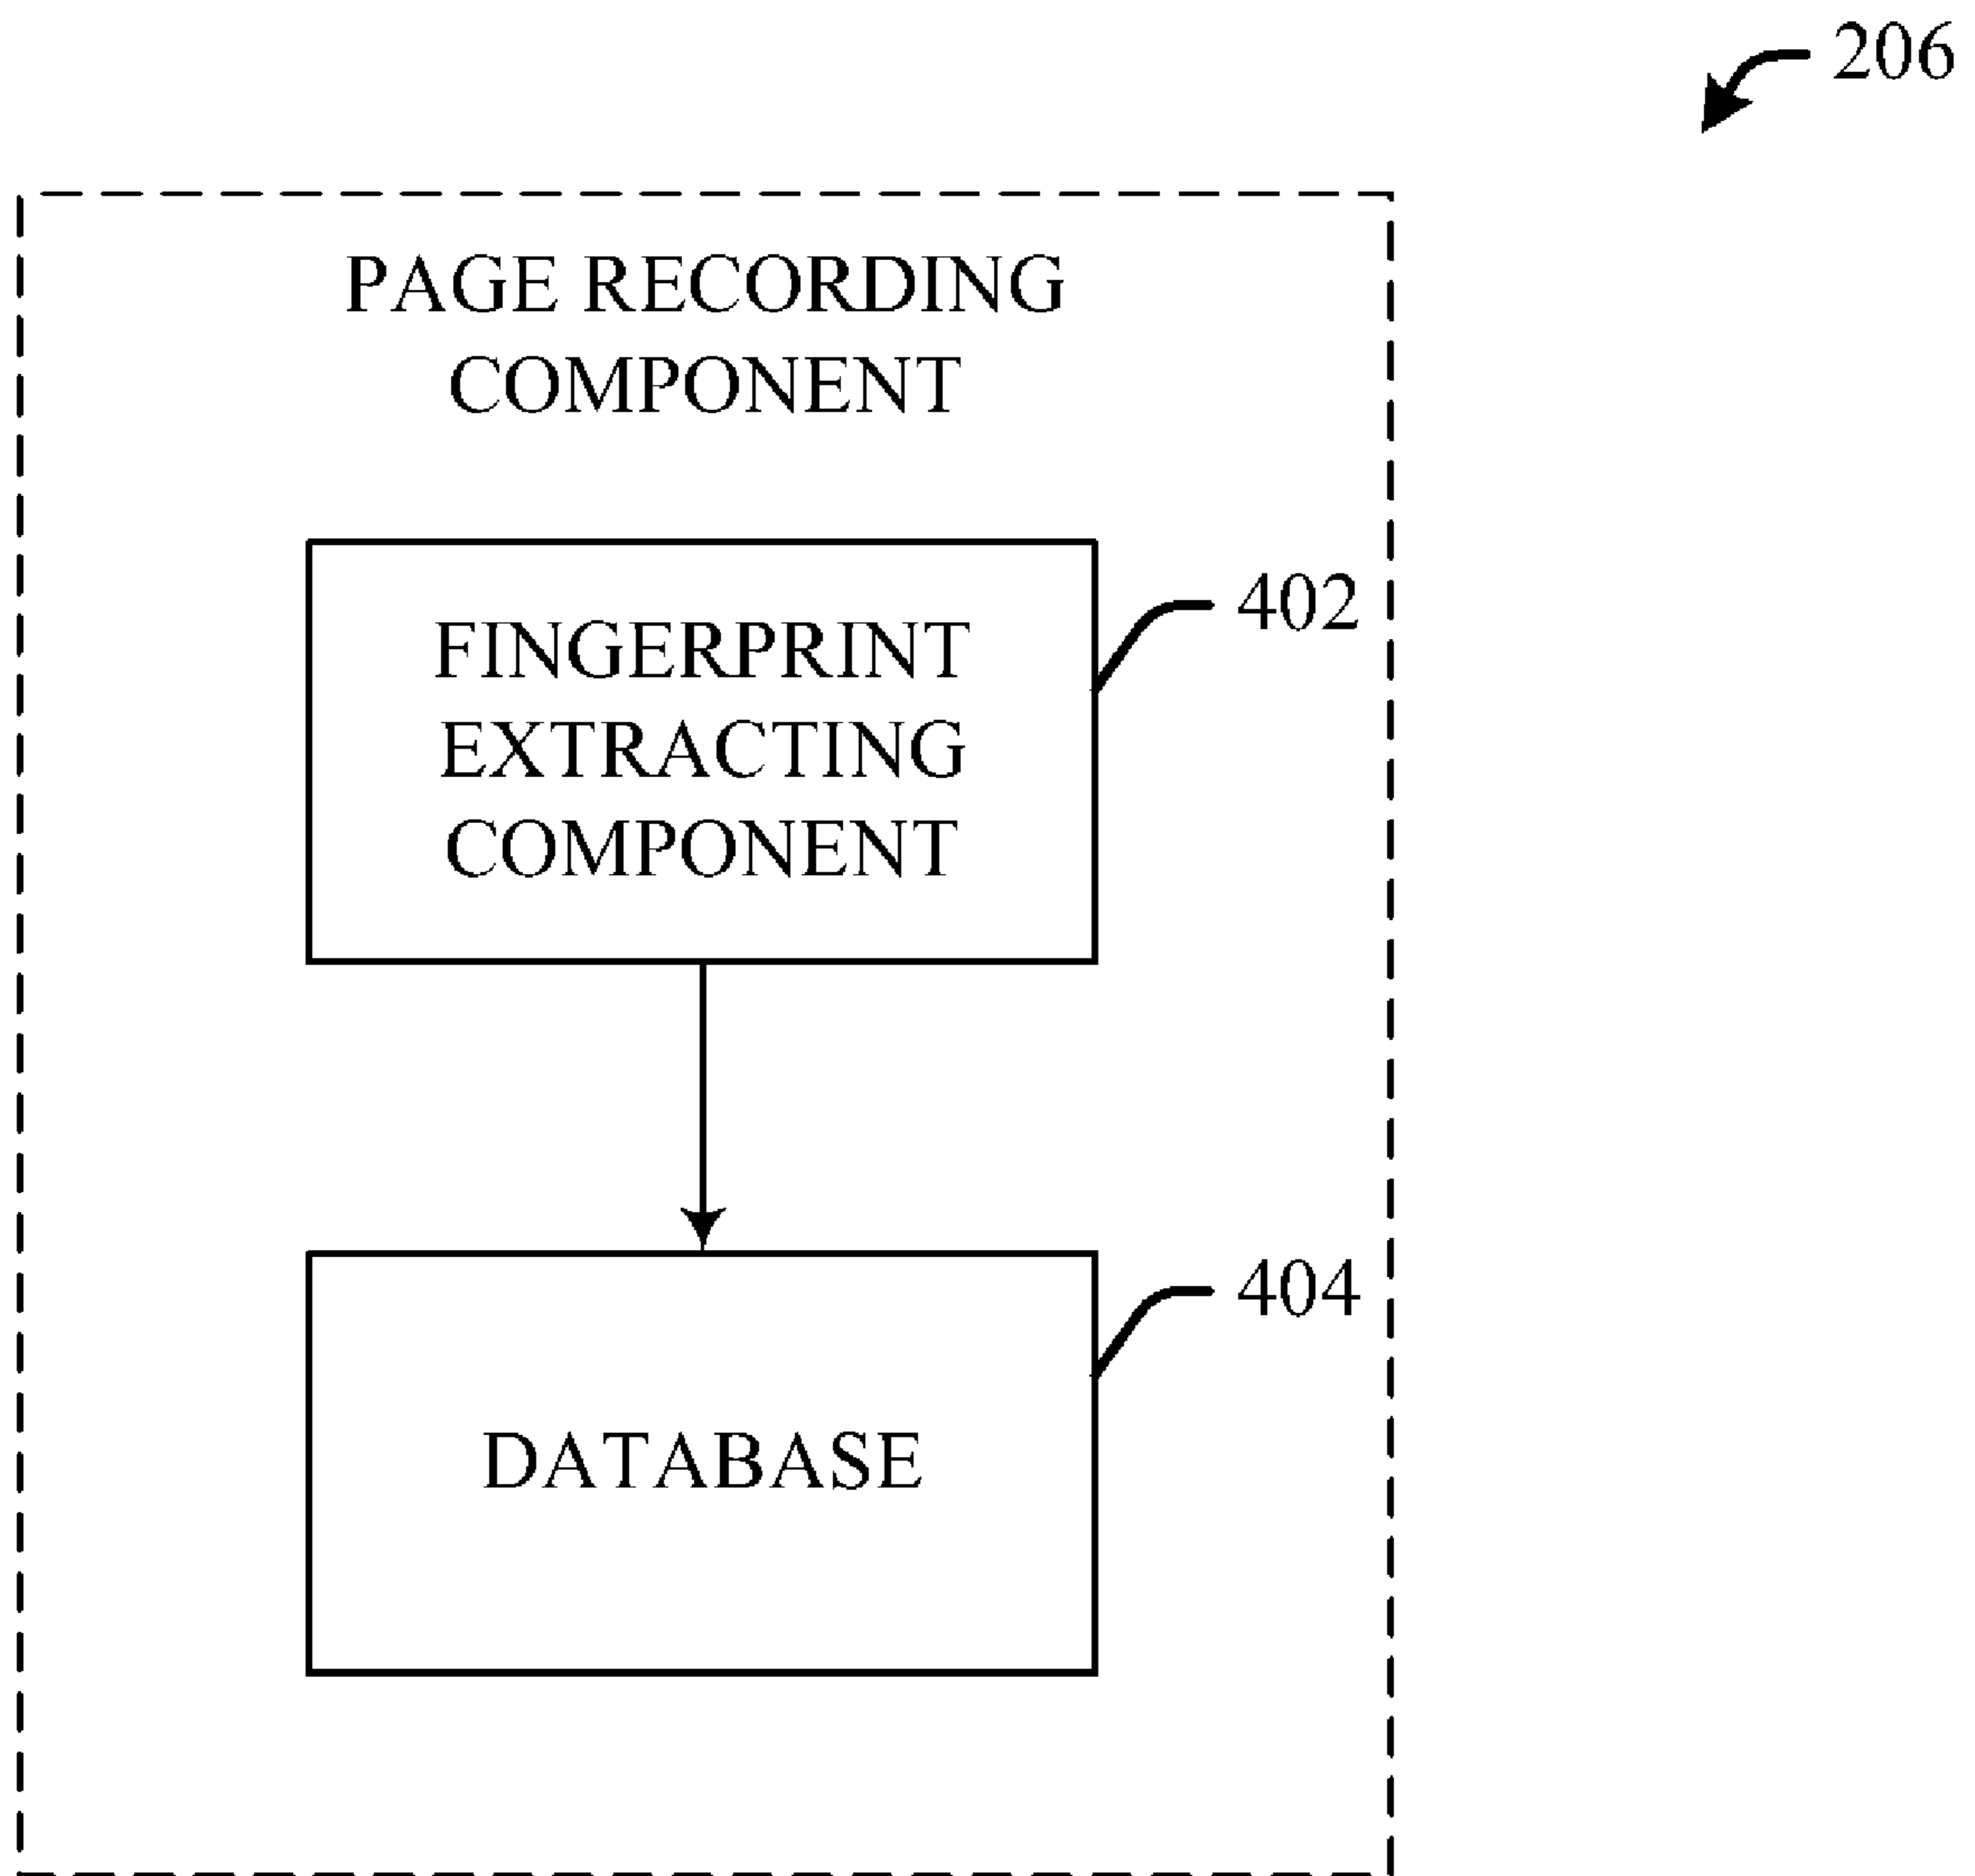 206
PAGE RECORDING
COMPONENT
402
FINGERPRINT
EXTRACTING
COMPONENT
404
DATABASE